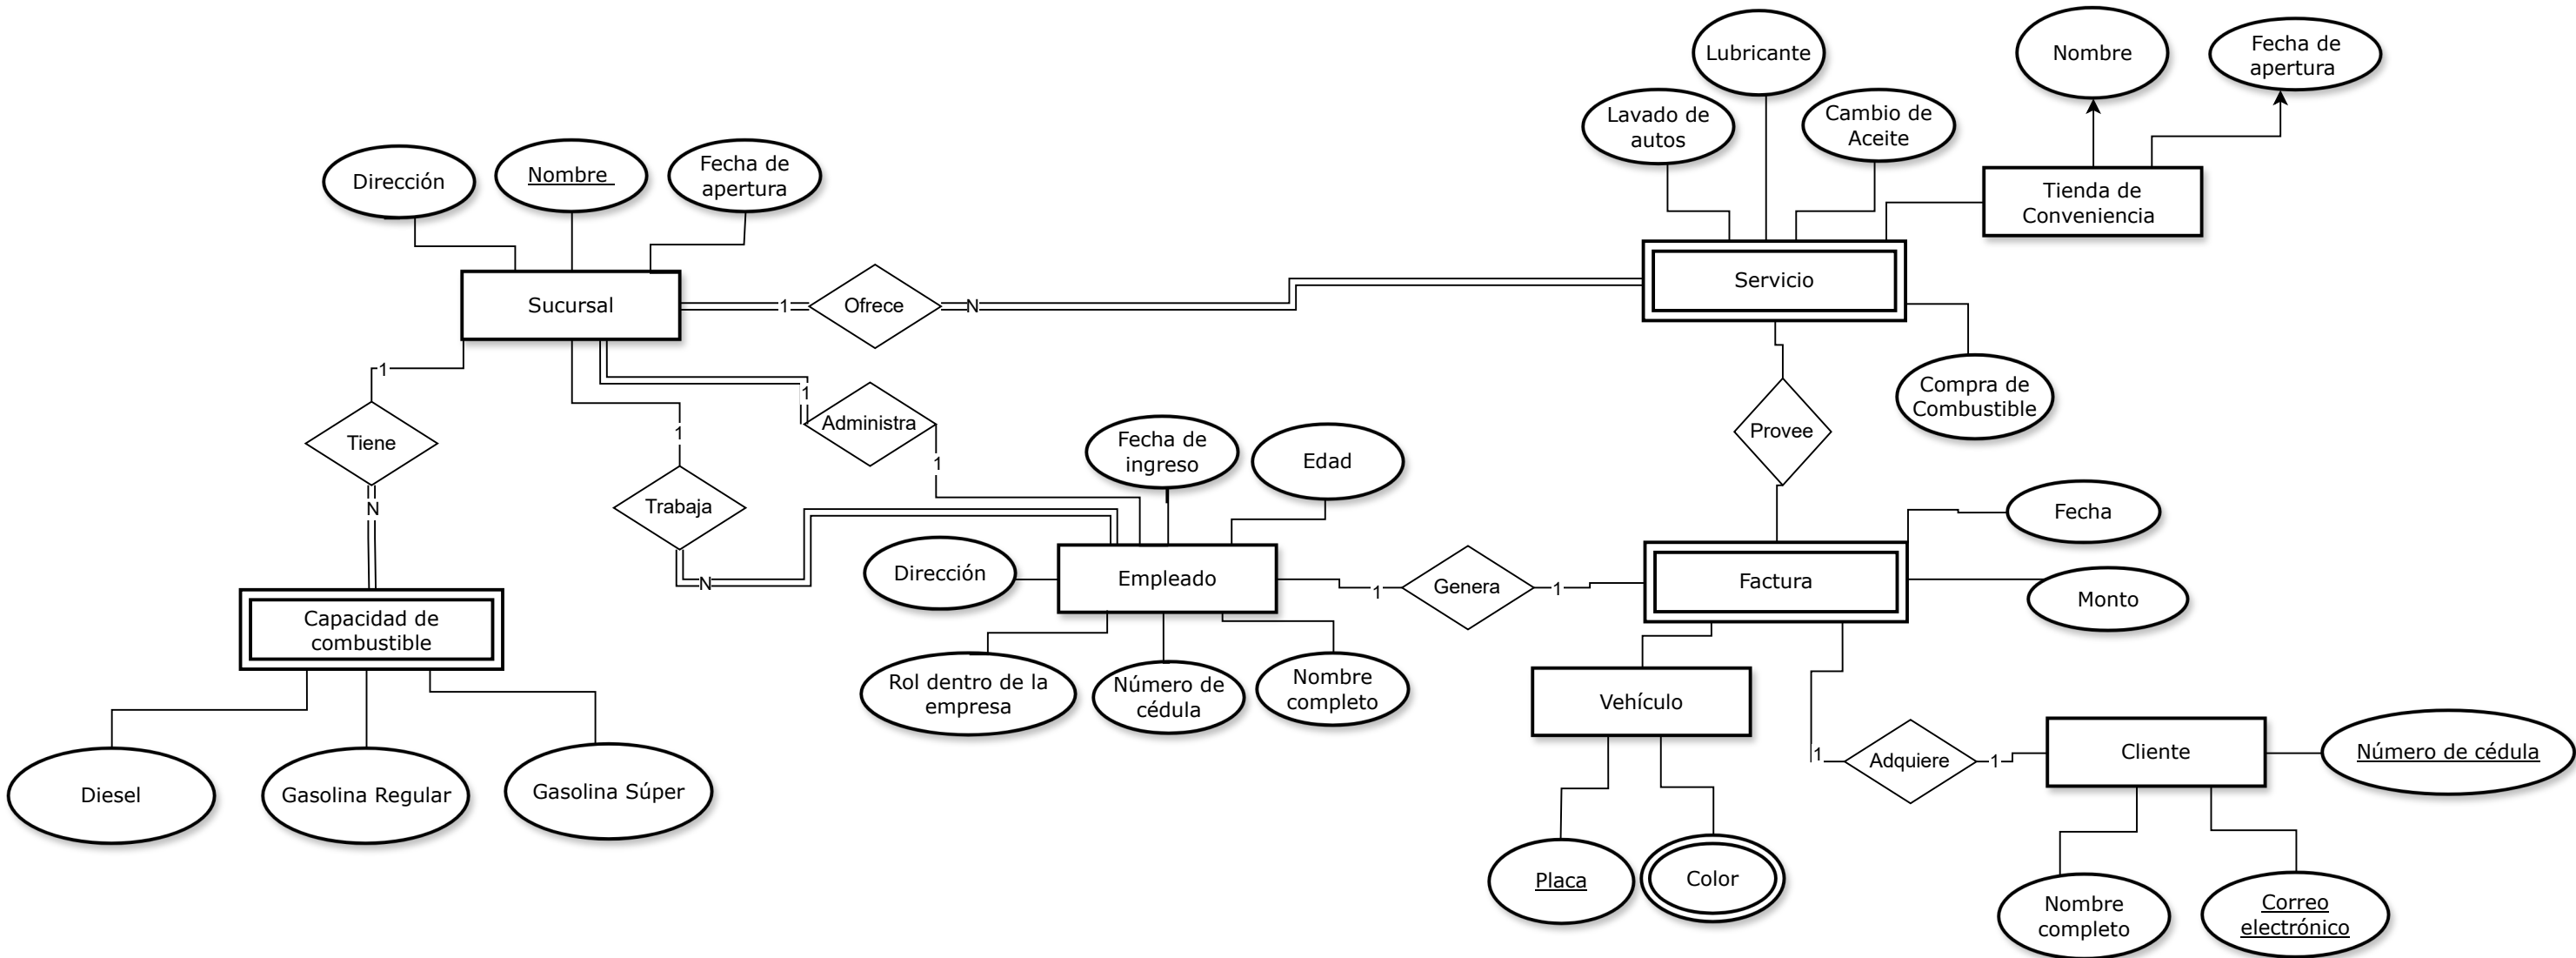 Lubricante
Nombre
Fecha de
apertura
Lavado de
autos
Cambio de
Aceite
Dirección
Nombre
Fecha de
apertura
Tienda de
Conveniencia
Servicio
Sucursal
1
Ofrece
N
1
1
Administra
Compra de
Combustible
Tiene
1
Provee
Fecha de
ingreso
Edad
1
N
Trabaja
Fecha
Dirección
Empleado
N
1
Genera
1
Factura
Monto
Capacidad de
combustible
Rol dentro de la
empresa
Número de
cédula
Nombre
completo
Vehículo
1
Adquiere
1
Cliente
Número de cédula
Diesel
Gasolina Regular
Gasolina Súper
Placa
Color
Nombre
completo
Correo
electrónico